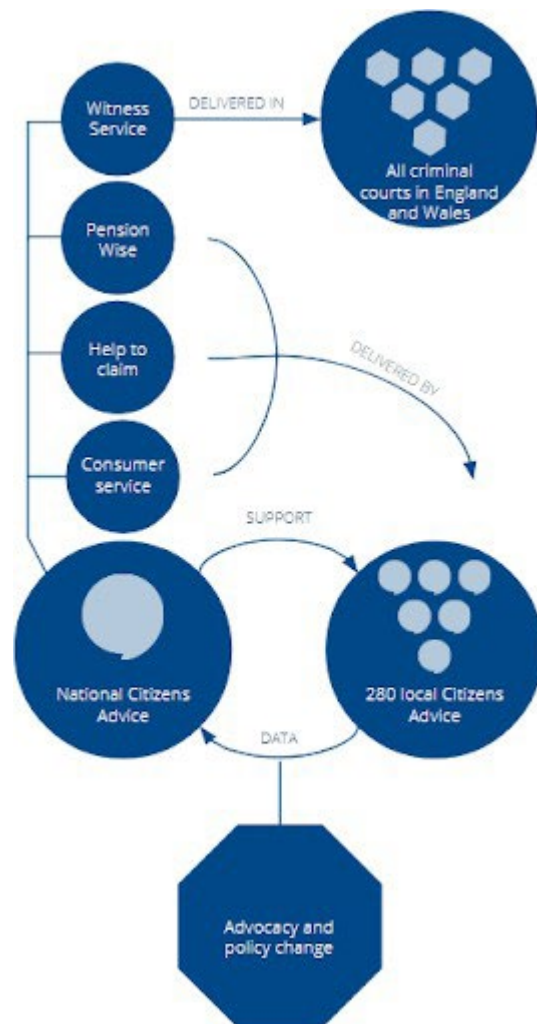 Witness
Service
DELIVERED IN
All criminal
courts in England
and Wales
Pension
Wise
Help to
claim
DELIVERED BY
Consumer
service
SUPPORT
National Citizens
Advice
280 local Citizens
Advice
DATA
Advocacy and
policy change